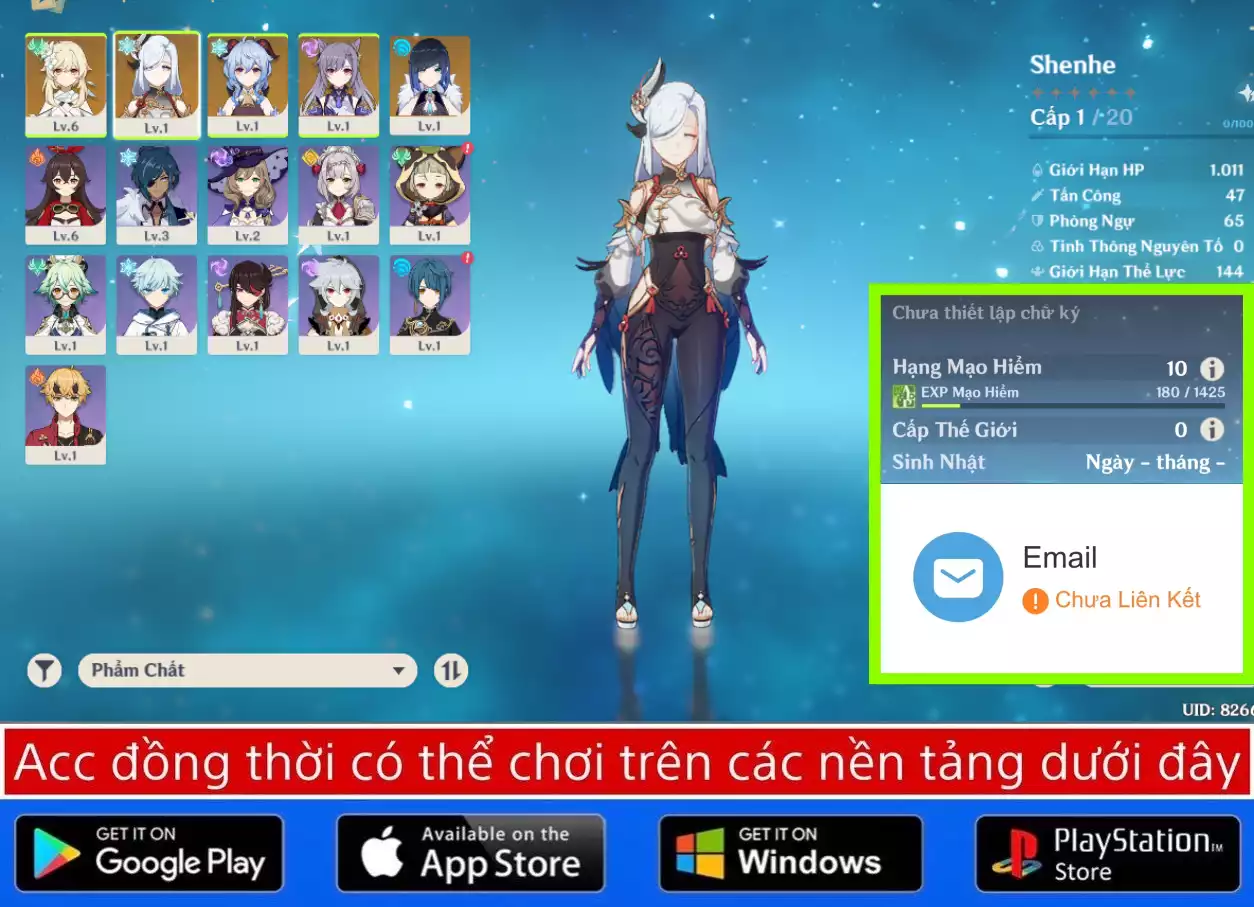 Lv.6
Lv.1
Lv.1
Lv.1
Lv.1
Lv.6
Lv.3
Lv.2
Lv.1
Lv.1
Lv.1
Lv.1
Lv.1
Lv.1
Lv.1
Lv.1
Phẩm Chất
Shenhe
Cấp 1 / 20
0/100
Giới Hạn HP 1.011
Tấn Công 47
Phòng Ngự 65
Tinh Thông Nguyên Tố 0
Giới Hạn Thể Lực 144
Chưa thiết lập chữ ký
Hạng Mạo Hiểm 10
EXP Mạo Hiểm 180 / 1425
Cấp Thế Giới 0
Sinh Nhật Ngày - tháng -
Email
Chưa Liên Kết
UID: 826
Acc đồng thời có thể chơi trên các nền tảng dưới đây
GET IT ON
Google Play
Available on the
App Store
GET IT ON
Windows
PlayStation™
Store